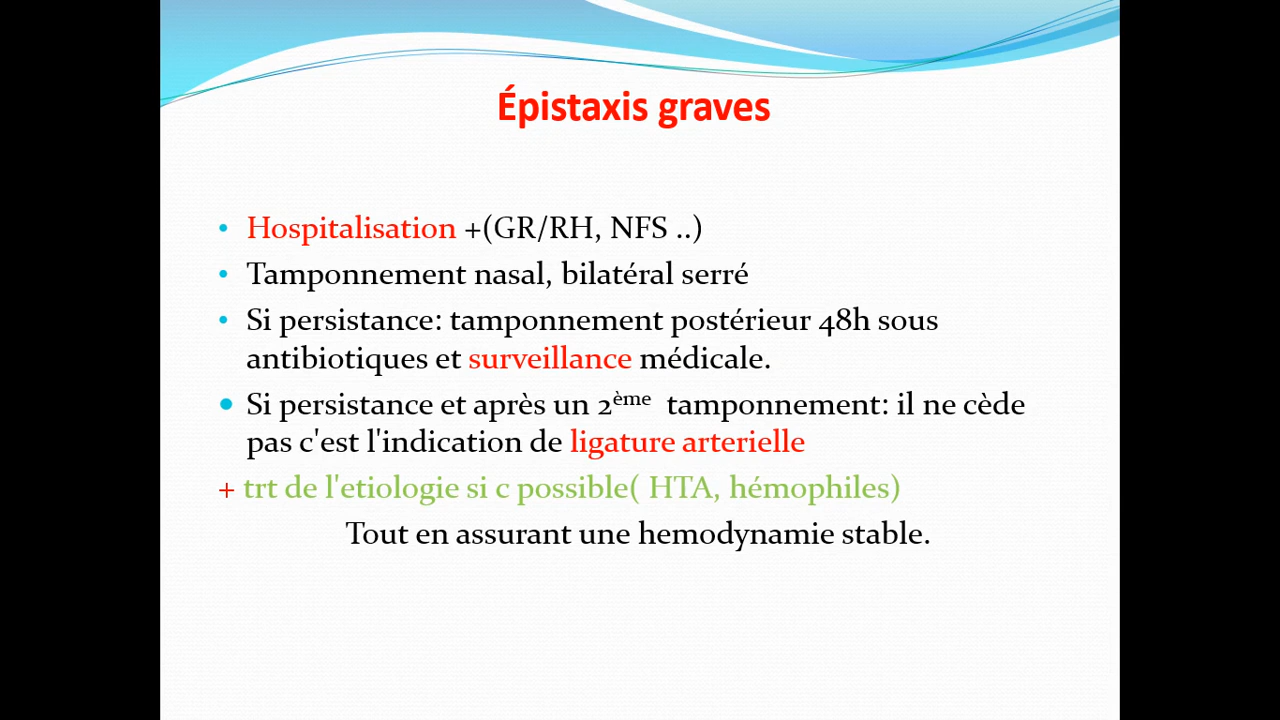 Épistaxis graves
• Hospitalisation +(GR/RH, NFS ..)
• Tamponnement nasal, bilatéral serré
• Si persistance: tamponnement postérieur 48h sous
antibiotiques et surveillance médicale.
• Si persistance et après un 2ème tamponnement: il ne cède
pas c'est l'indication de ligature arterielle
+ trt de l'etiologie si c possible( HTA, hémophiles)
Tout en assurant une hemodynamie stable.